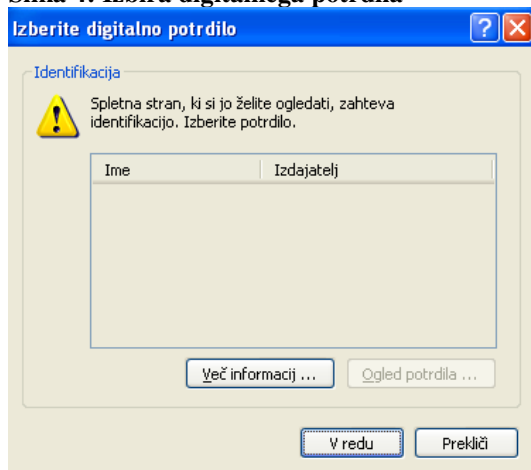 Slika 4: Izbira digitalnega potrdila
Izberite digitalno potrdilo
Identifikacija
Spletna stran, ki si jo želite ogledati, zahteva
identifikacijo. Izberite potrdilo.
Ime Izdajatelj
Več informacij ... Ogled potrdila ...
V redu Prekliči